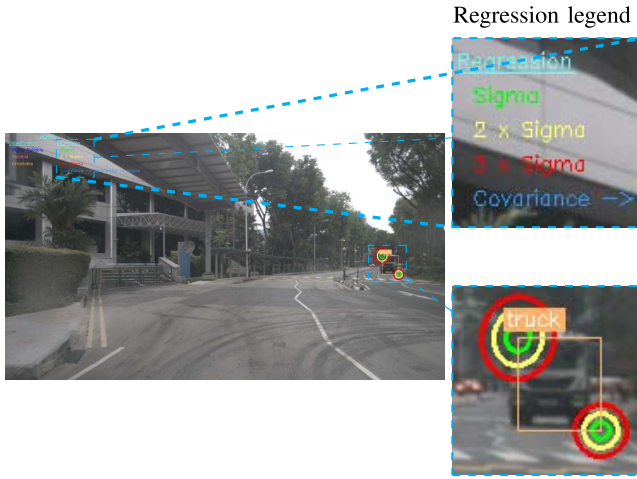 Regression legend
Regression
Sigma
2 x Sigma
3 x Sigma
Covariance ->
truck